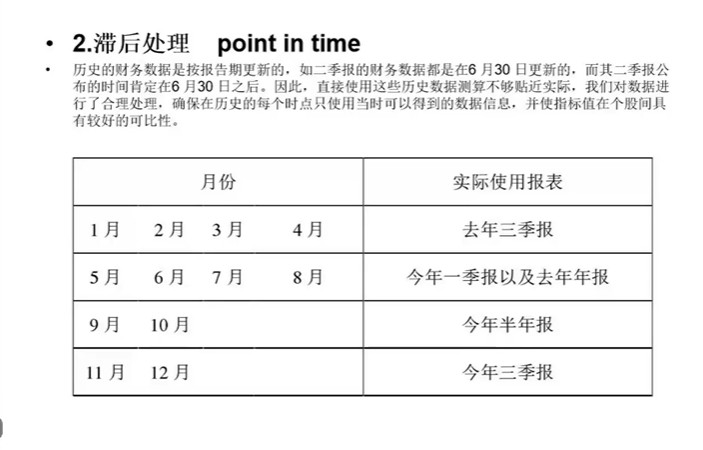 • 2.滞后处理 point in time
• 历史的财务数据是按报告期更新的，如二季报的财务数据都是在6 月30 日更新的，而其二季报公
布的时间肯定在6 月30 日之后。因此，直接使用这些历史数据测算不够贴近实际，我们对数据进
行了合理处理，确保在历史的每个时点只使用当时可以得到的数据信息，并使指标值在个股间具
有较好的可比性。
月份 实际使用报表
1 月 2 月 3 月 4 月 去年三季报
5 月 6 月 7 月 8 月 今年一季报以及去年年报
9 月 10 月 今年半年报
11 月 12 月 今年三季报